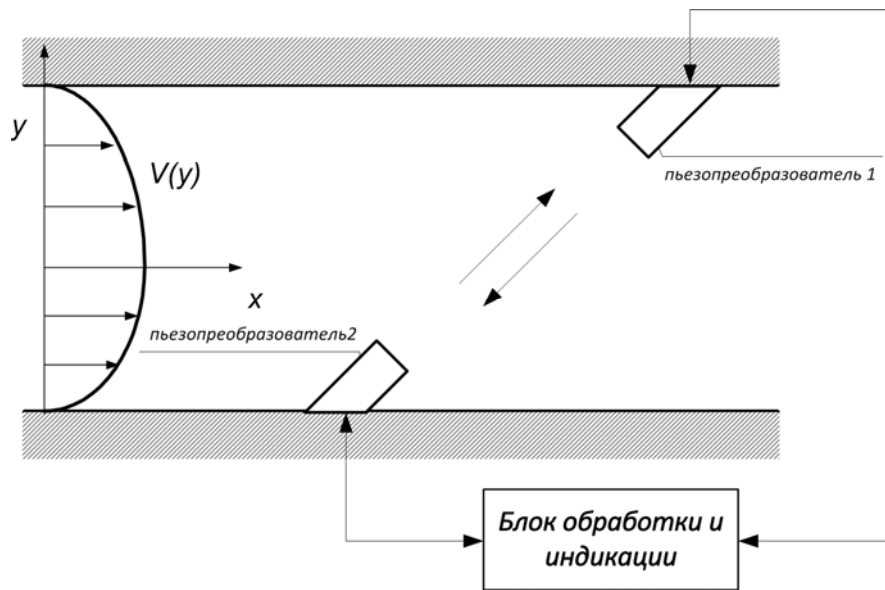 y
V(y)
пьезопреобразователь 1
x
пьезопреобразователь2
Блок обработки и
индикации